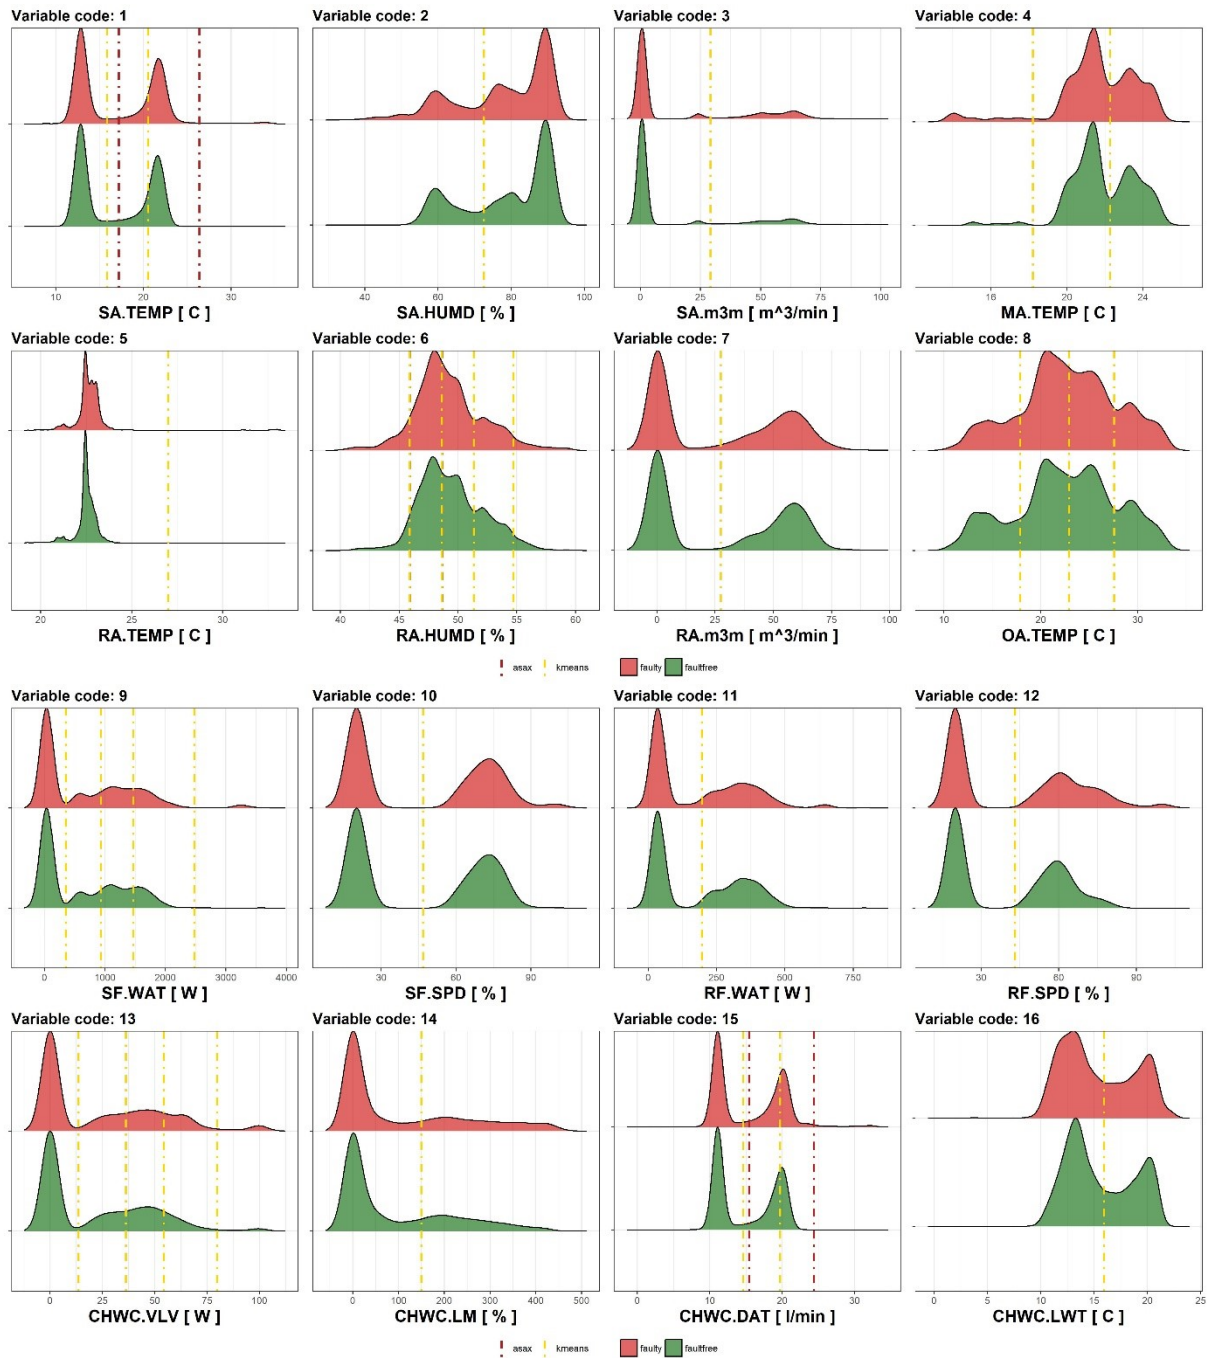 Variable code: 1
Variable code: 2
Variable code: 3
Variable code: 4
10 20 30
40 60 80 100
0 25 50 75 100
16 20 24
SA.TEMP [ C ]
SA.HUMD [ % ]
SA.m3m [ m^3/min ]
MA.TEMP [ C ]
Variable code: 5
Variable code: 6
Variable code: 7
Variable code: 8
20 25 30
40 45 50 55 60
0 25 50 75 100
10 20 30
RA.TEMP [ C ]
RA.HUMD [ % ]
RA.m3m [ m^3/min ]
OA.TEMP [ C ]
asax kmeans faulty faultfree
Variable code: 9
Variable code: 10
Variable code: 11
Variable code: 12
0 1000 2000 3000 4000
30 60 90
0 250 500 750
30 60 90
SF.WAT [ W ]
SF.SPD [ % ]
RF.WAT [ W ]
RF.SPD [ % ]
Variable code: 13
Variable code: 14
Variable code: 15
Variable code: 16
0 25 50 75 100
0 100 200 300 400 500
0 10 20 30
0 5 10 15 20 25
CHWC.VLV [ W ]
CHWC.LM [ % ]
CHWC.DAT [ l/min ]
CHWC.LWT [ C ]
asax kmeans faulty faultfree